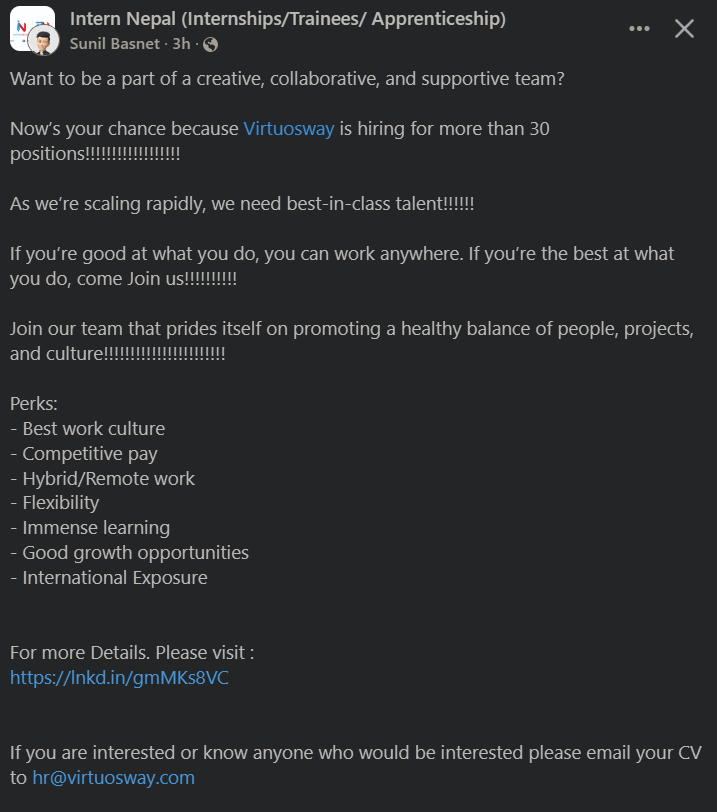 Intern Nepal (Internships/Trainees/ Apprenticeship)
Sunil Basnet · 3h ·
Want to be a part of a creative, collaborative, and supportive team?
Now’s your chance because Virtuosway is hiring for more than 30
positions!!!!!!!!!!!!!!!!!!
As we’re scaling rapidly, we need best-in-class talent!!!!!!
If you’re good at what you do, you can work anywhere. If you’re the best at what
you do, come Join us!!!!!!!!!!
Join our team that prides itself on promoting a healthy balance of people, projects,
and culture!!!!!!!!!!!!!!!!!!!!!!!
Perks:
- Best work culture
- Competitive pay
- Hybrid/Remote work
- Flexibility
- Immense learning
- Good growth opportunities
- International Exposure
For more Details. Please visit :
https://lnkd.in/gmMKs8VC
If you are interested or know anyone who would be interested please email your CV
to hr@virtuosway.com